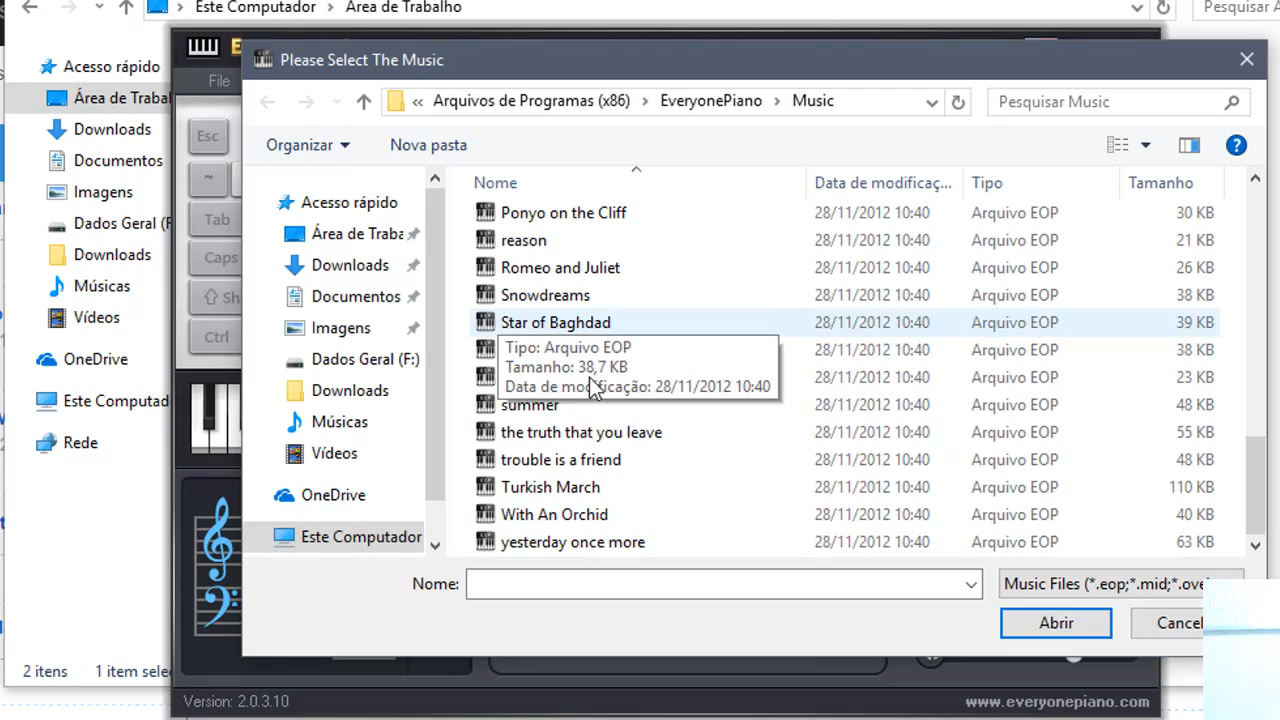 Este Computador > Área de Trabalho
Pesquisar
Acesso rápido
Área de Trabal
Downloads
Documentos
Imagens
Dados Geral (F
Downloads
Músicas
Vídeos
OneDrive
Este Computad
Rede
2 itens 1 item sele
File
Esc
~
Tab
Caps
Sh
Ctrl
Please Select The Music
« Arquivos de Programas (x86) > EveryonePiano > Music
Pesquisar Music
Organizar
Nova pasta
Acesso rápido
Área de Traba
Downloads
Documentos
Imagens
Dados Geral (F:)
Downloads
Músicas
Vídeos
OneDrive
Este Computador
Nome Data de modificaç... Tipo Tamanho
Ponyo on the Cliff 28/11/2012 10:40 Arquivo EOP 30 KB
reason 28/11/2012 10:40 Arquivo EOP 21 KB
Romeo and Juliet 28/11/2012 10:40 Arquivo EOP 26 KB
Snowdreams 28/11/2012 10:40 Arquivo EOP 38 KB
Star of Baghdad 28/11/2012 10:40 Arquivo EOP 39 KB
28/11/2012 10:40 Arquivo EOP 38 KB
28/11/2012 10:40 Arquivo EOP 23 KB
Tipo: Arquivo EOP
Tamanho: 38,7 KB
Data de modificação: 28/11/2012 10:40
summer 28/11/2012 10:40 Arquivo EOP 48 KB
the truth that you leave 28/11/2012 10:40 Arquivo EOP 55 KB
trouble is a friend 28/11/2012 10:40 Arquivo EOP 48 KB
Turkish March 28/11/2012 10:40 Arquivo EOP 110 KB
With An Orchid 28/11/2012 10:40 Arquivo EOP 40 KB
yesterday once more 28/11/2012 10:40 Arquivo EOP 63 KB
Nome:
Music Files (*.eop;*.mid;*.ove
Abrir
Cancel
Version: 2.0.3.10
www.everyonepiano.com